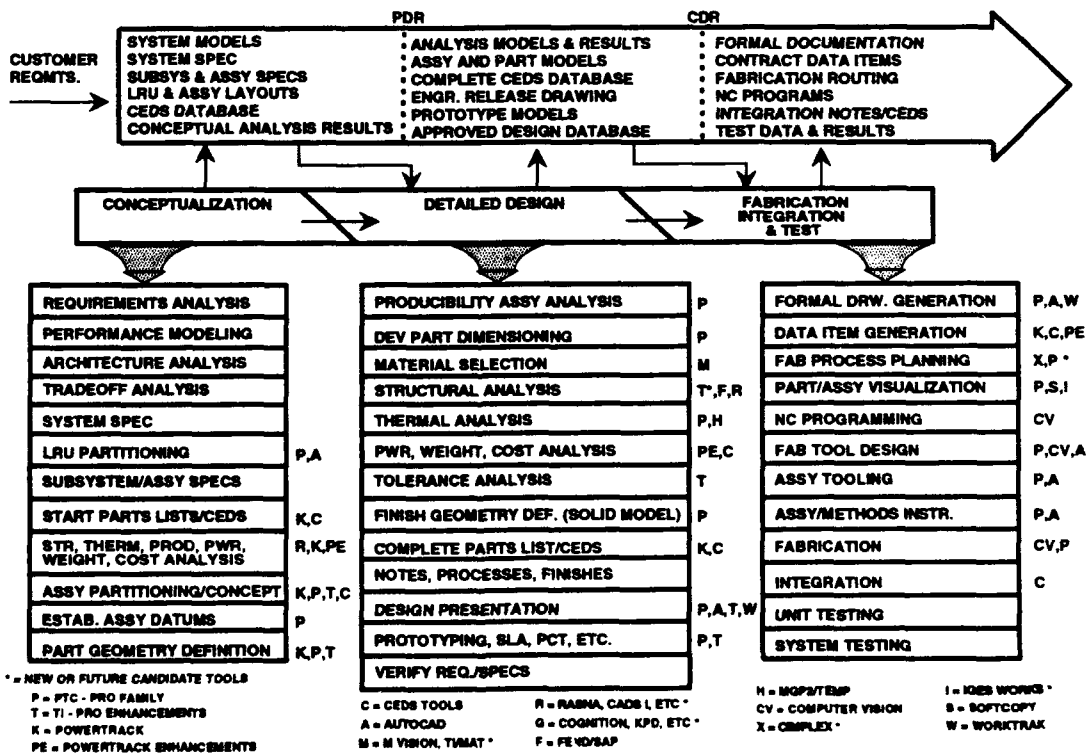 PDR
CDR
CUSTOMER
REQMTS.
SYSTEM MODELS
SYSTEM SPEC
SUBSYS & ASSY SPECS
LRU & ASSY LAYOUTS
CEDS DATABASE
CONCEPTUAL ANALYSIS RESULTS
ANALYSIS MODELS & RESULTS
ASSY AND PART MODELS
COMPLETE CEDS DATABASE
ENGR. RELEASE DRAWING
PROTOTYPE MODELS
APPROVED DESIGN DATABASE
FORMAL DOCUMENTATION
CONTRACT DATA ITEMS
FABRICATION ROUTING
NC PROGRAMS
INTEGRATION NOTES/CEDS
TEST DATA & RESULTS
CONCEPTUALIZATION
DETAILED DESIGN
FABRICATION
INTEGRATION
& TEST
REQUIREMENTS ANALYSIS
PERFORMANCE MODELING
ARCHITECTURE ANALYSIS
TRADEOFF ANALYSIS
SYSTEM SPEC
LRU PARTITIONING P,A
SUBSYSTEM/ASSY SPECS
START PARTS LISTS/CEDS K,C
STR, THERM, PROD, PWR, R,K,PE
WEIGHT, COST ANALYSIS
ASSY PARTITIONING/CONCEPT K,P,T,C
ESTAB. ASSY DATUMS P
PART GEOMETRY DEFINITION K,P,T
PRODUCIBILITY ASSY ANALYSIS P
DEV PART DIMENSIONING P
MATERIAL SELECTION M
STRUCTURAL ANALYSIS T*,F,R
THERMAL ANALYSIS P,H
PWR, WEIGHT, COST ANALYSIS PE,C
TOLERANCE ANALYSIS T
FINISH GEOMETRY DEF. (SOLID MODEL) P
COMPLETE PARTS LIST/CEDS K,C
NOTES, PROCESSES, FINISHES
DESIGN PRESENTATION P,A,T,W
PROTOTYPING, SLA, PCT, ETC. P,T
VERIFY REQ./SPECS
FORMAL DRW. GENERATION P,A,W
DATA ITEM GENERATION K,C,PE
FAB PROCESS PLANNING X,P *
PART/ASSY VISUALIZATION P,S,I
NC PROGRAMMING CV
FAB TOOL DESIGN P,CV,A
ASSY TOOLING P,A
ASSY/METHODS INSTR. P,A
FABRICATION CV,P
INTEGRATION C
UNIT TESTING
SYSTEM TESTING
* = NEW OR FUTURE CANDIDATE TOOLS
P = PTC - PRO FAMILY
T = TI - PRO ENHANCEMENTS
K = POWERTRACK
PE = POWERTRACK ENHANCEMENTS
C = CEDS TOOLS
A = AUTOCAD
M = M VISION, TVMAT *
R = RASNA, CADS I, ETC *
G = COGNITION, KPD, ETC *
F = FEM/SAP
H = MGPS/TEMP
CV = COMPUTER VISION
X = CIMPLEX *
I = IGES WORKS *
S = SOFTCOPY
W = WORKTRAK